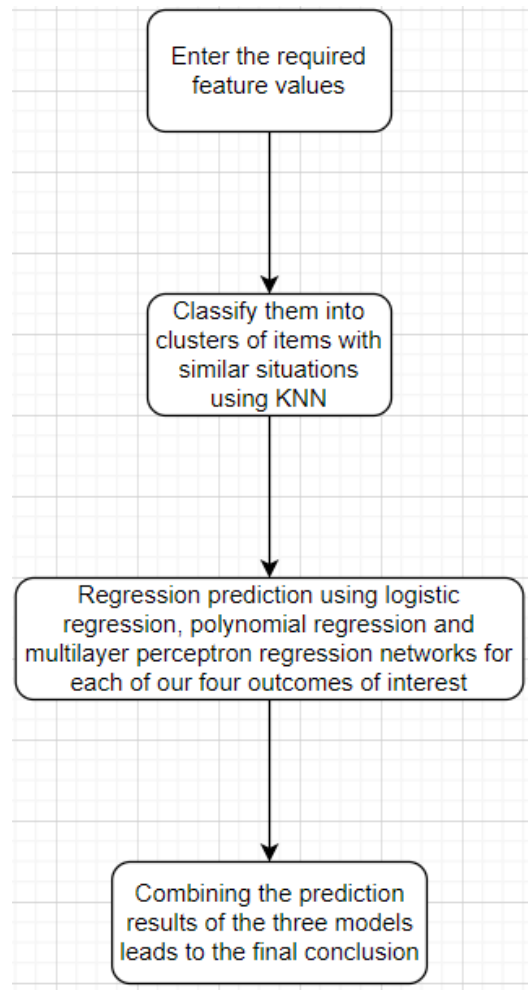 Enter the required
feature values
Classify them into
clusters of items with
similar situations
using KNN
Regression prediction using logistic
regression, polynomial regression and
multilayer perceptron regression networks for
each of our four outcomes of interest
Combining the prediction
results of the three models
leads to the final conclusion